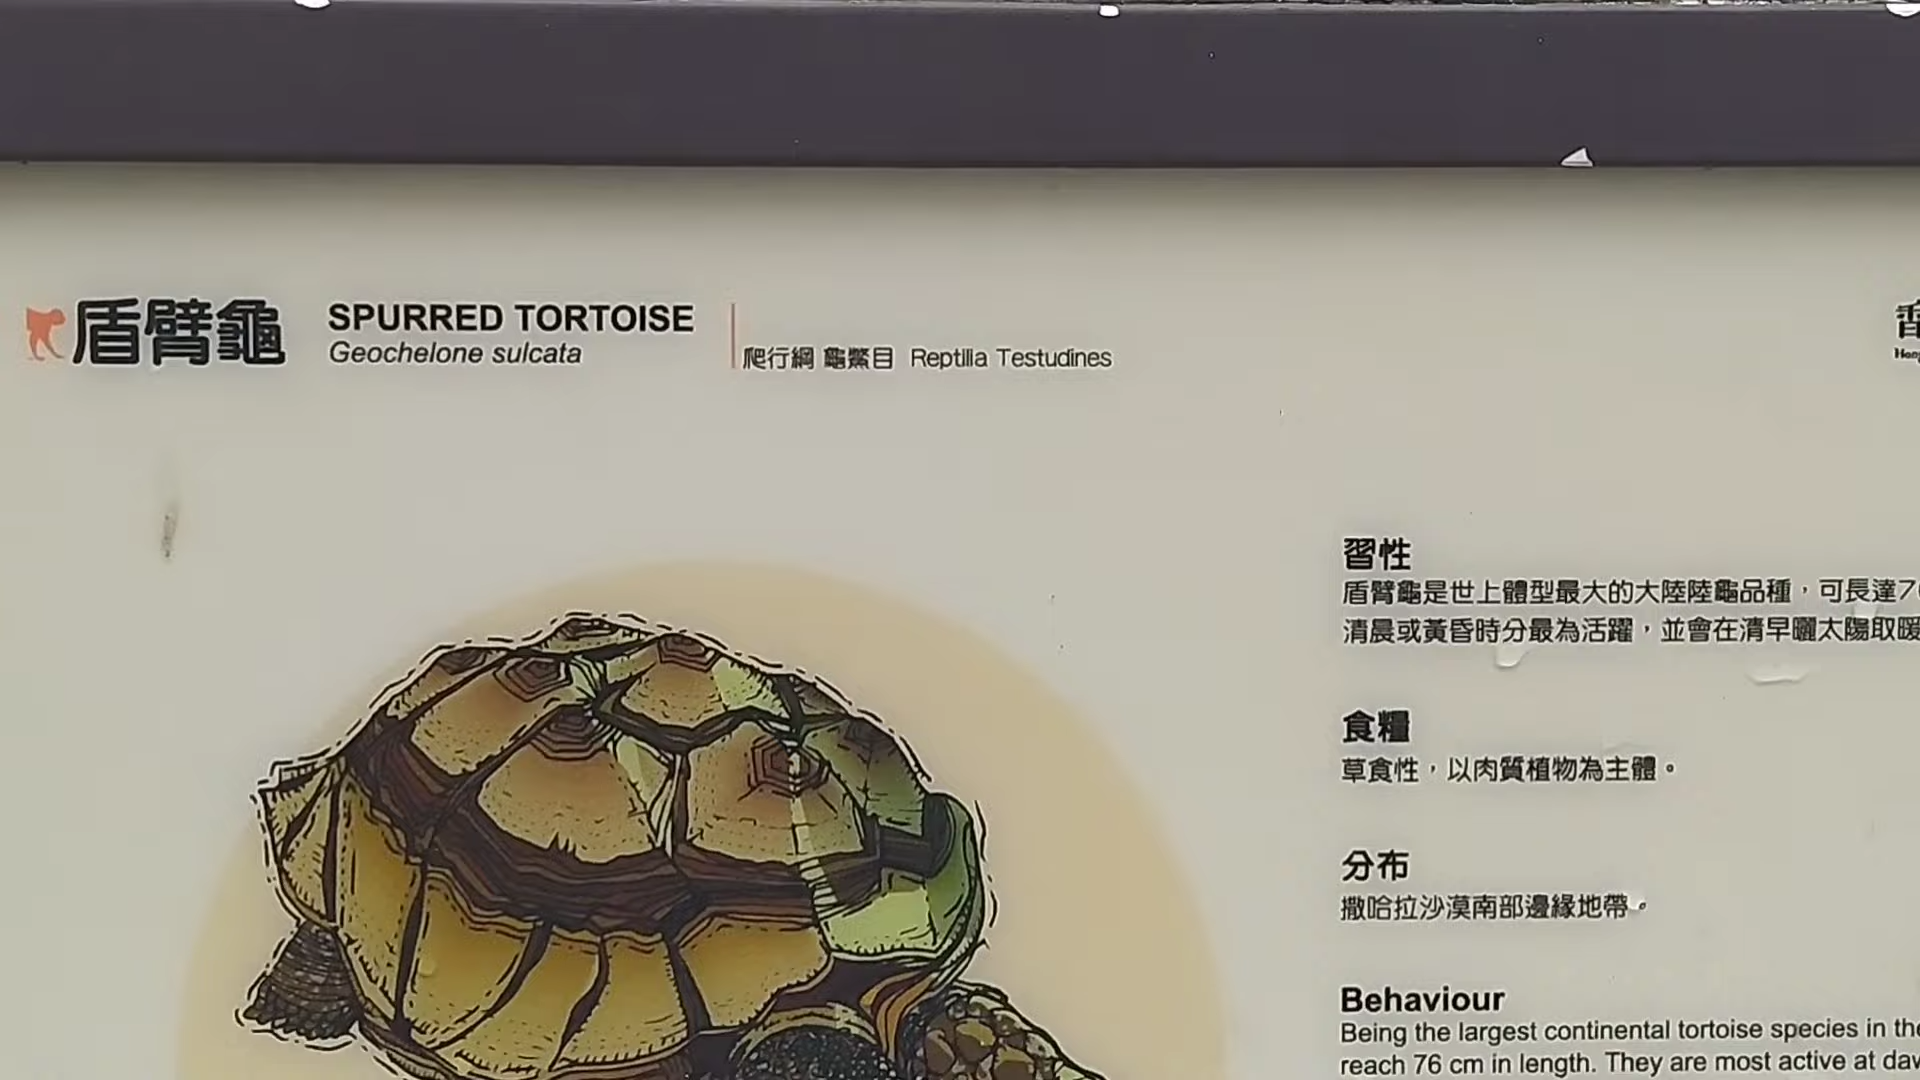 盾臂龜
SPURRED TORTOISE
Geochelone sulcata
爬行綱 龜鱉目 Reptilia Testudines
習性
盾臂龜是世上體型最大的大陸陸龜品種，可長達7
清晨或黃昏時分最為活躍，並會在清早曬太陽取暖
食糧
草食性，以肉質植物為主體。
分布
撒哈拉沙漠南部邊緣地帶。
Behaviour
Being the largest continental tortoise species in the
reach 76 cm in length. They are most active at daw